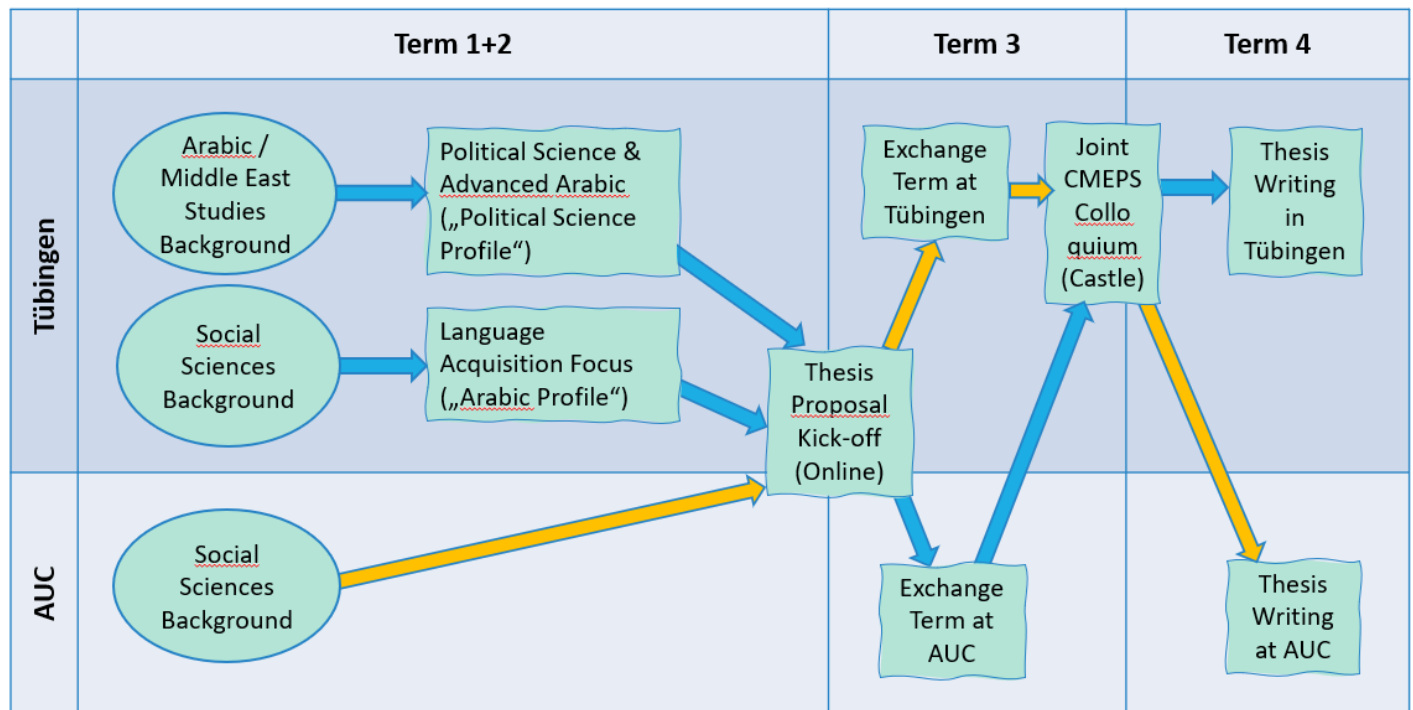 Term 1+2
Term 3
Term 4
Tübingen
Arabic /
Middle East
Studies
Background
Political Science &
Advanced Arabic
(„Political Science
Profile“)
Exchange
Term at
Tübingen
Joint
CMEPS
Collo
quium
(Castle)
Thesis
Writing
in
Tübingen
Social
Sciences
Background
Language
Acquisition Focus
(„Arabic Profile“)
Thesis
Proposal
Kick-off
(Online)
AUC
Social
Sciences
Background
Exchange
Term at
AUC
Thesis
Writing
at AUC